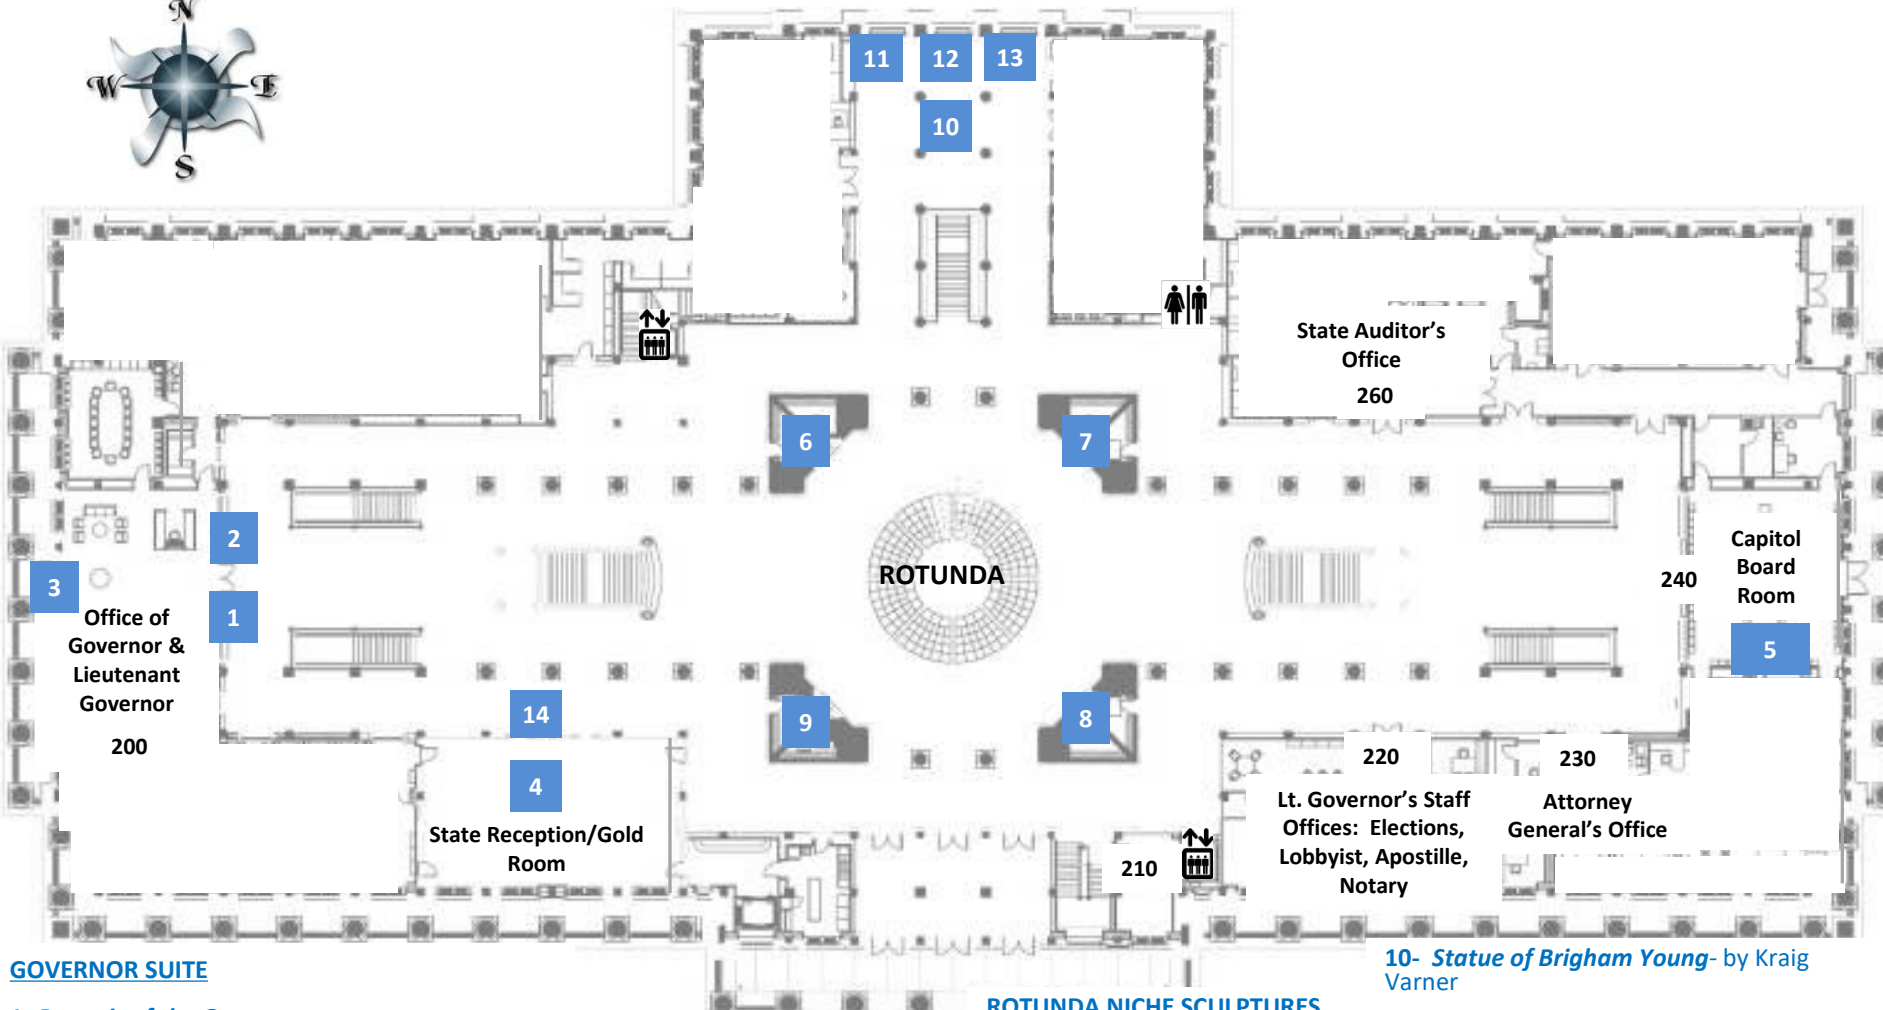 N
W
E
S
11
12
13
10
State Auditor's
Office
260
6
7
2
3
1
ROTUNDA
Capitol
Board
Room
240
5
Office of
Governor &
Lieutenant
Governor
200
14
9
8
4
State Reception/Gold
Room
220
230
Lt. Governor's Staff
Offices: Elections,
Lobbyist, Apostille,
Notary
Attorney
General's Office
210
GOVERNOR SUITE
10- Statue of Brigham Young- by Kraig
Varner
ROTUNDA NICHE SCULPTURES